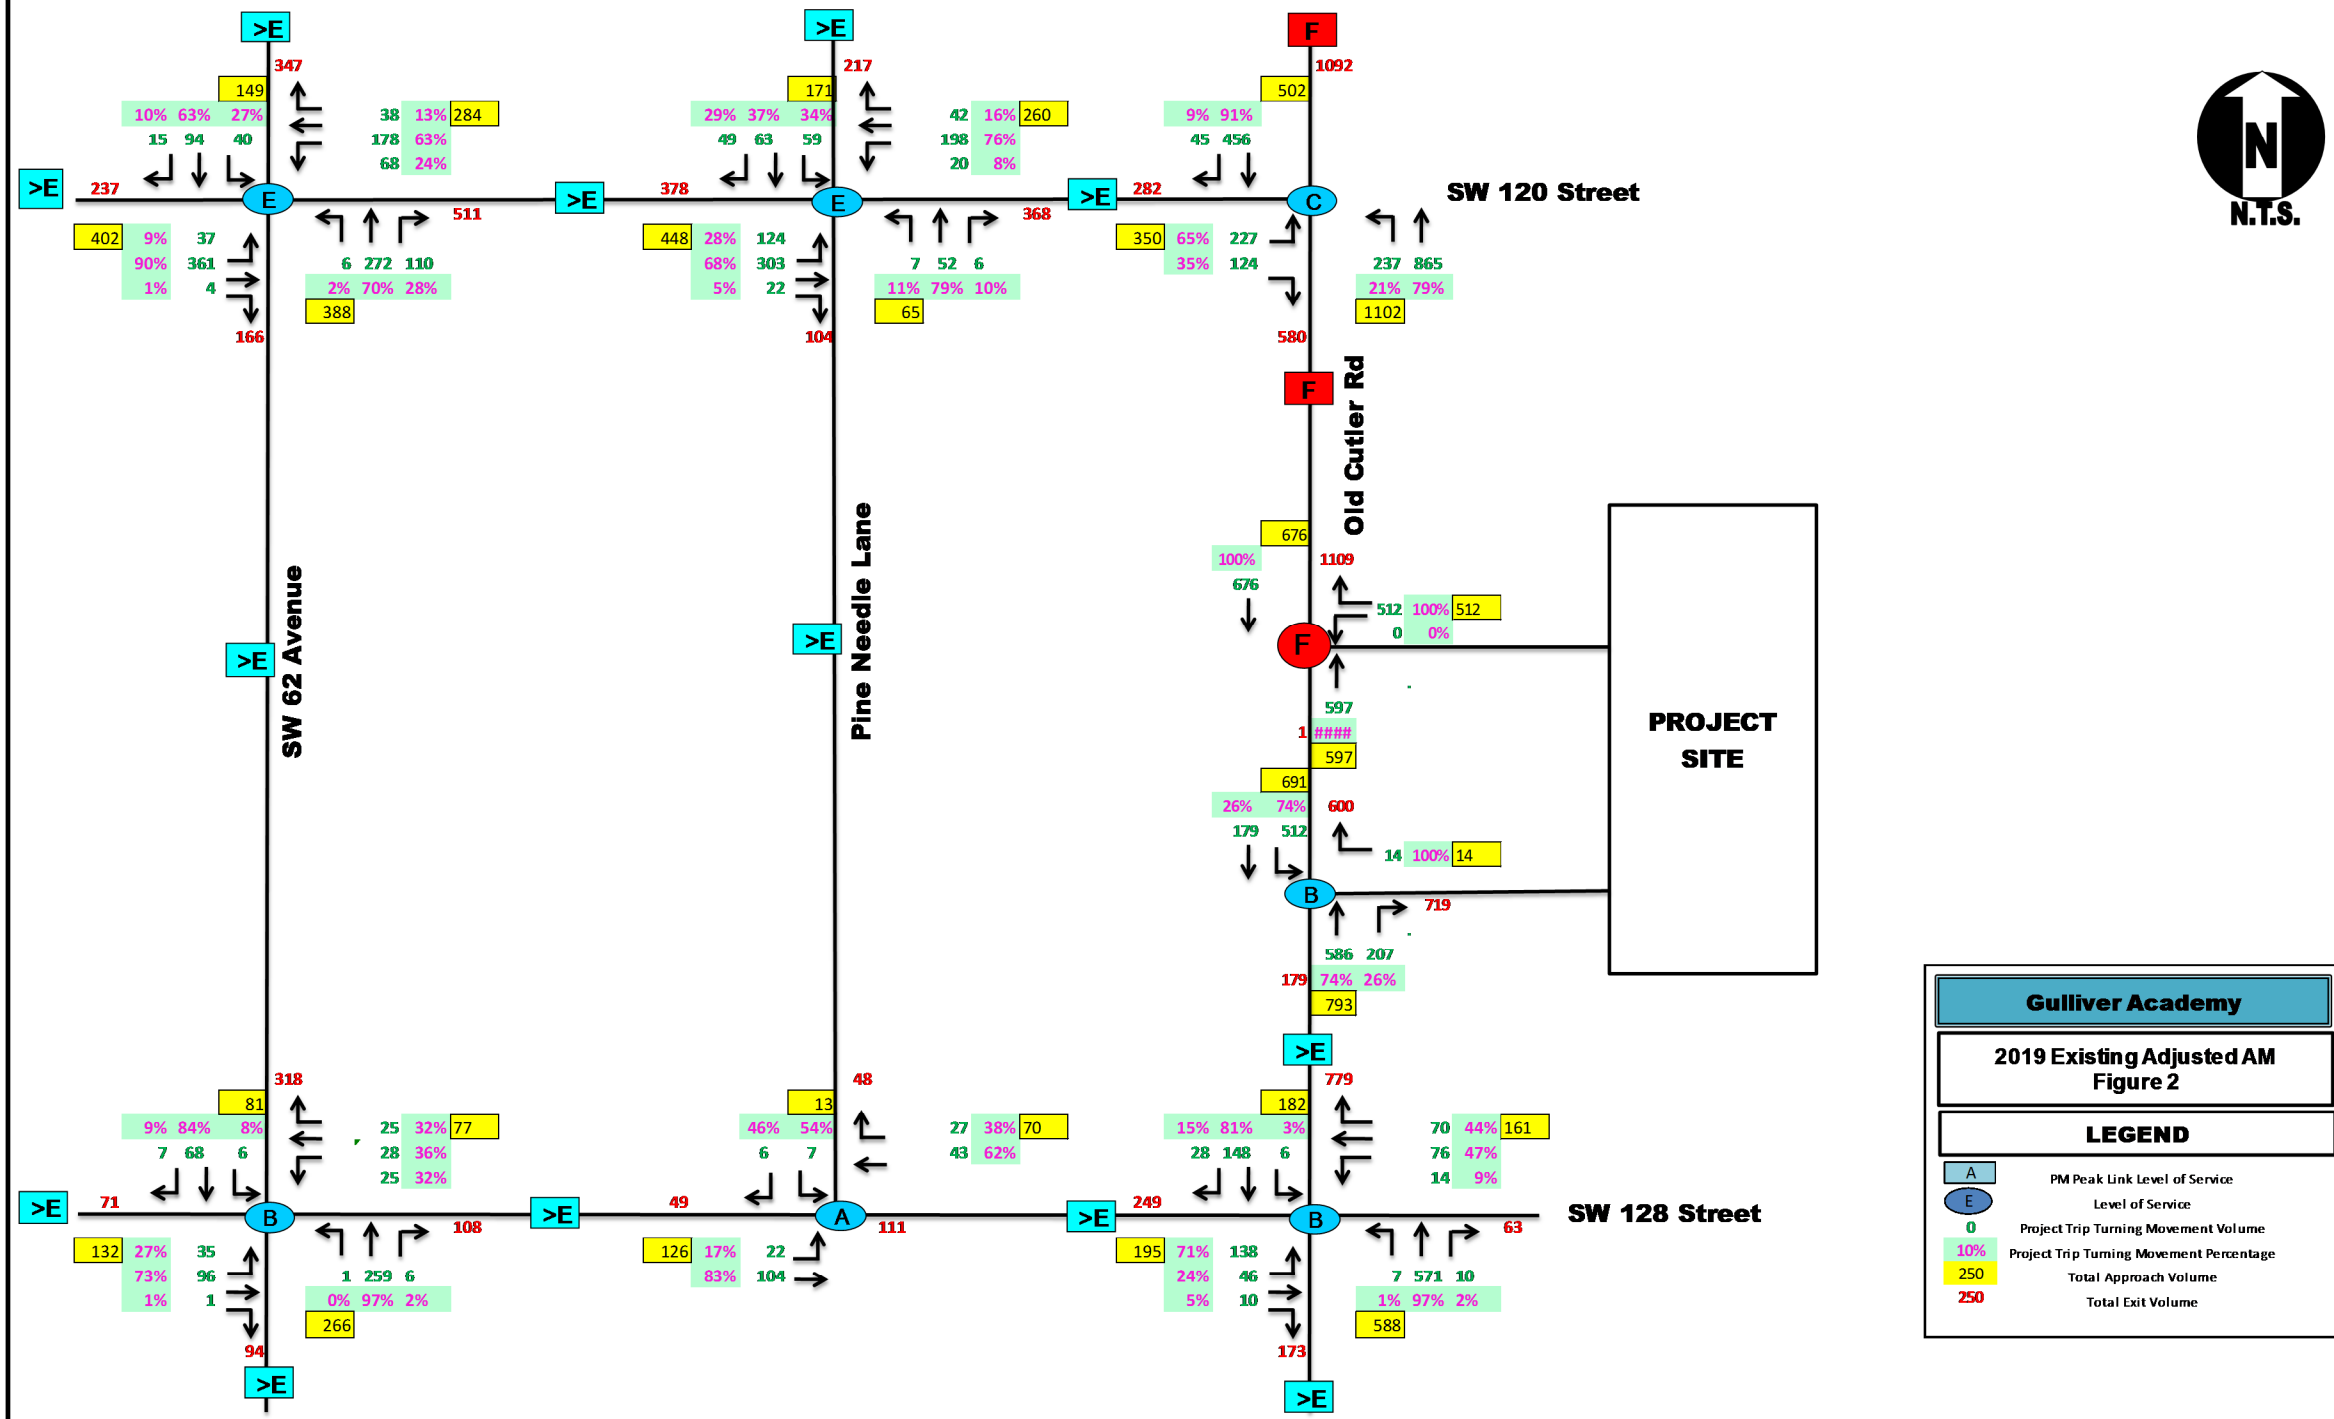 >E >E F
347 217 1092
149 171 502
10% 63% 27% 38 13% 284 29% 37% 34% 42 16% 260 9% 91%
15 94 40 178 63% 49 63 59 198 76% 45 456
68 24% 20 8%
>E 237 E 511 >E 378 E 368 >E 282 C SW 120 Street
N
N.T.S.
402 9% 37 448 28% 124 350 65% 227
90% 361 6 272 110 68% 303 7 52 6 35% 124 237 865
1% 4 2% 70% 28% 5% 22 11% 79% 10% 21% 79%
388 65 1102
166 104 580
F
Old Cutler Rd
676
100% 1109
676
512 100% 512
0 0%
SW 62 Avenue
>E
Pine Needle Lane
>E
F
597
1 ####
597
PROJECT
SITE
691
26% 74% 600
179 512
14 100% 14
B
719
586 207
179 74% 26%
793
>E
318 48 779
81 13 182
9% 84% 8% 25 32% 77 46% 54% 27 38% 70 15% 81% 3% 70 44% 161
7 68 6 28 36% 6 7 43 62% 28 148 6 76 47%
25 32% 14 9%
>E 71 B 108 >E 49 A 111 >E 249 B 63 SW 128 Street
132 27% 35 126 17% 22 195 71% 138
73% 96 1 259 6 83% 104 24% 46 7 571 10
1% 1 0% 97% 2% 5% 10 1% 97% 2%
266 588
94 173
>E >E
Gulliver Academy
2019 Existing Adjusted AM
Figure 2
LEGEND
A PM Peak Link Level of Service
E Level of Service
0 Project Trip Turning Movement Volume
10% Project Trip Turning Movement Percentage
250 Total Approach Volume
250 Total Exit Volume